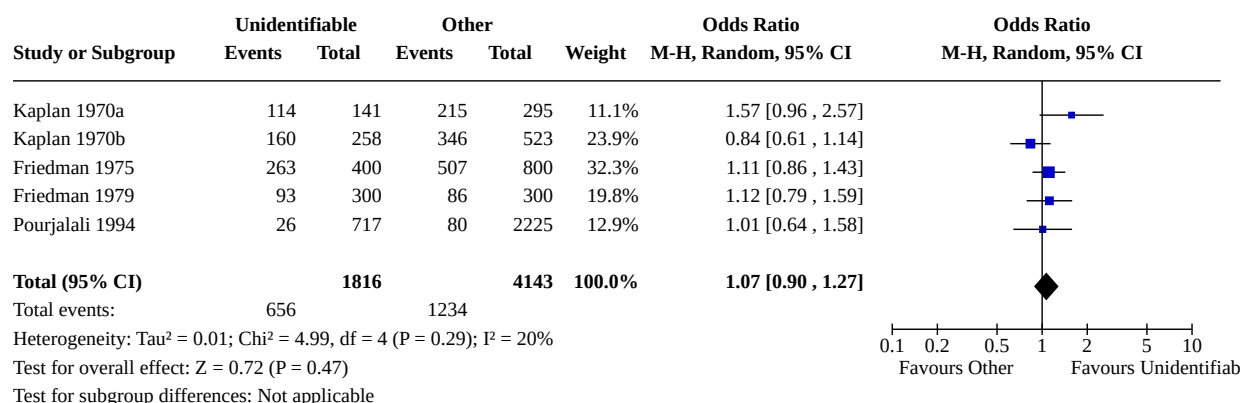 Unidentifiable Other Odds Ratio Odds Ratio
Study or Subgroup Events Total Events Total Weight M-H, Random, 95% CI M-H, Random, 95% CI
Kaplan 1970a 114 141 215 295 11.1% 1.57 [0.96 , 2.57]
Kaplan 1970b 160 258 346 523 23.9% 0.84 [0.61 , 1.14]
Friedman 1975 263 400 507 800 32.3% 1.11 [0.86 , 1.43]
Friedman 1979 93 300 86 300 19.8% 1.12 [0.79 , 1.59]
Pourjalali 1994 26 717 80 2225 12.9% 1.01 [0.64 , 1.58]
Total (95% CI) 1816 4143 100.0% 1.07 [0.90 , 1.27]
Total events: 656 1234
Heterogeneity: Tau² = 0.01; Chi² = 4.99, df = 4 (P = 0.29); I² = 20%
0.1 0.2 0.5 1 2 5 10
Test for overall effect: Z = 0.72 (P = 0.47)
Favours Other Favours Unidentifiab
Test for subgroup differences: Not applicable